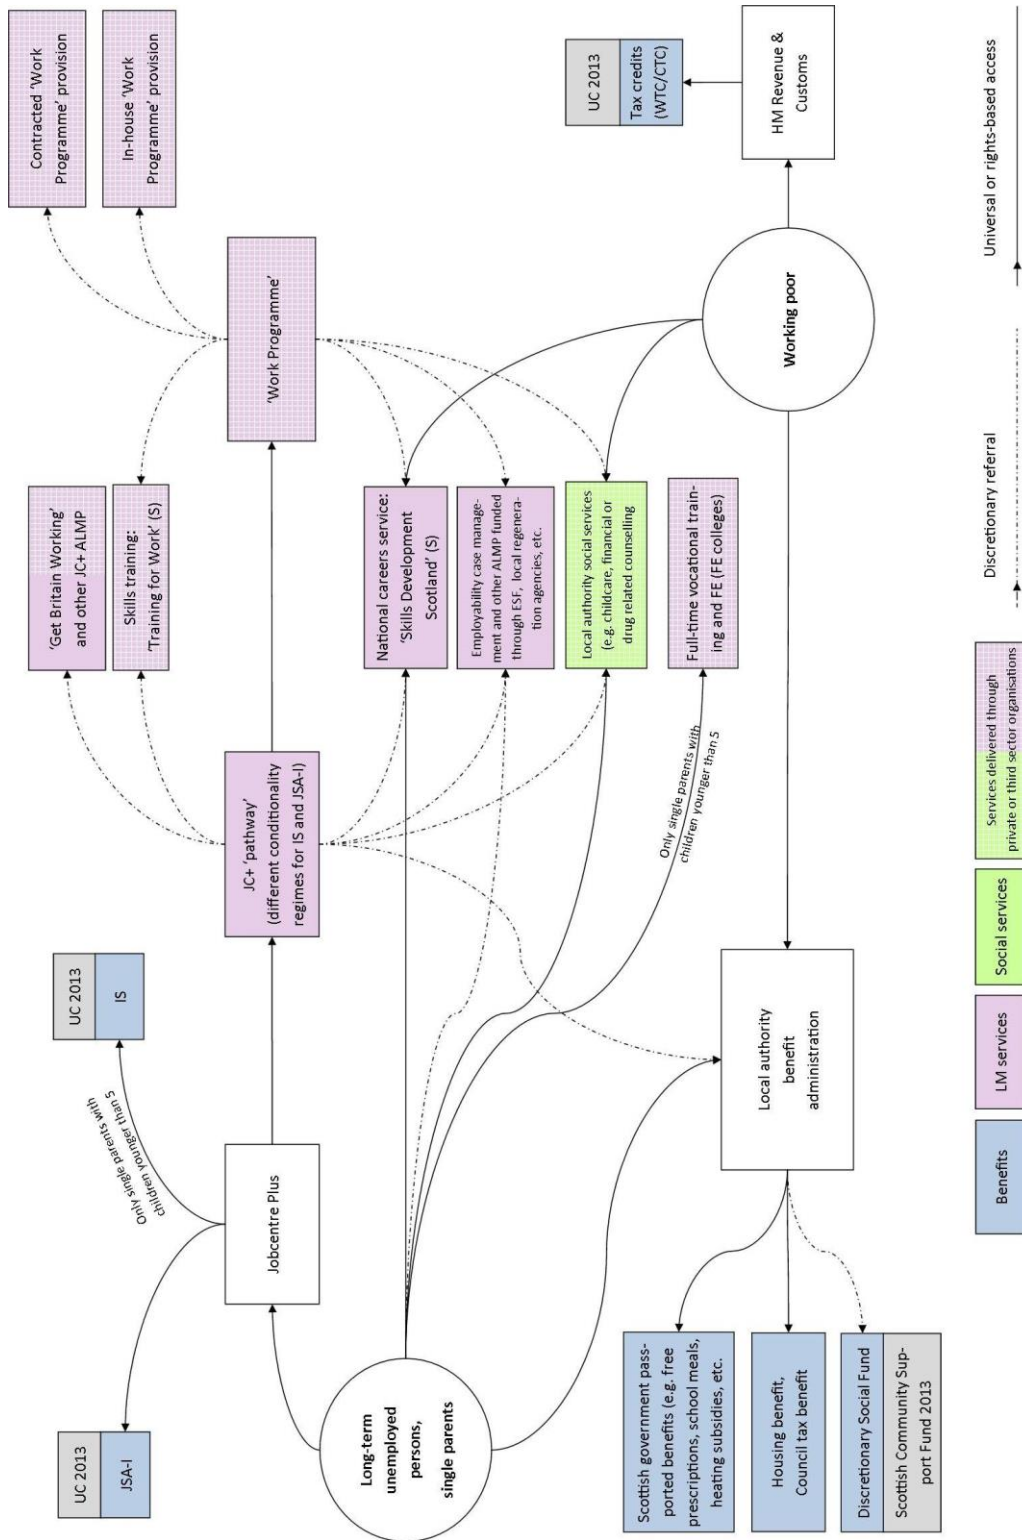 UC 2013
JSA-I
UC 2013
IS
Only single parents with
children younger than 5
Jobcentre Plus
JC+ 'pathway'
(different conditionality
regimes for IS and JSA-I)
'Get Britain Working'
and other JC+ ALMP
Skills training:
'Training for Work' (S)
'Work Programme'
Contracted 'Work
Programme' provision
In-house 'Work
Programme' provision
Long-term
unemployed
persons,
single parents
National careers service:
'Skills Development
Scotland' (S)
Employability case manage-
ment and other ALMP funded
through ESF, local regenera-
tion agencies, etc.
Local authority social services
(e.g. childcare, financial or
drug related counselling
Full-time vocational train-
ing and FE (FE colleges)
Only single parents with
children younger than 5
UC 2013
Tax credits
(WTC/CTC)
HM Revenue &
Customs
Working poor
Scottish government pass-
ported benefits (e.g. free
prescriptions, school meals,
heating subsidies, etc.
Housing benefit,
Council tax benefit
Discretionary Social Fund
Scottish Community Sup-
port Fund 2013
Local authority
benefit
administration
Benefits
LM services
Social services
Services delivered through
private or third sector organisations
Discretionary referral
Universal or rights-based access